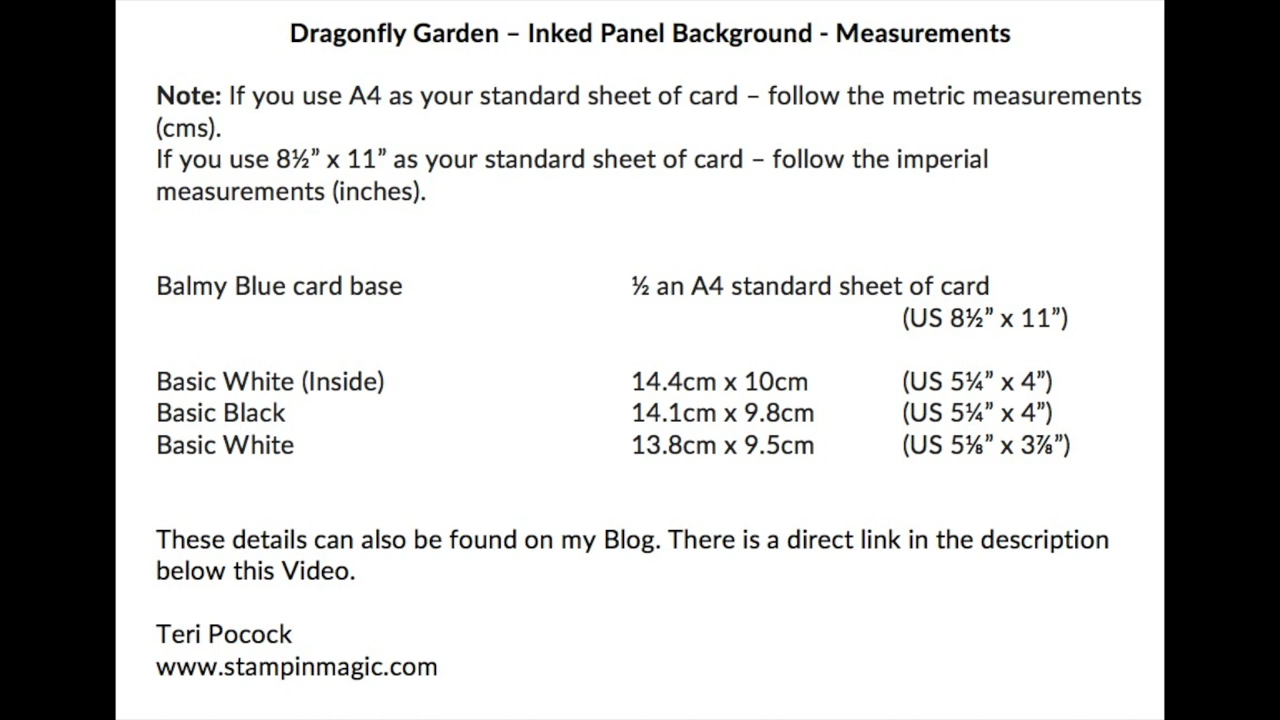 Dragonfly Garden – Inked Panel Background - Measurements
Note: If you use A4 as your standard sheet of card – follow the metric measurements
(cms).
If you use 8½” x 11” as your standard sheet of card – follow the imperial
measurements (inches).
Balmy Blue card base ½ an A4 standard sheet of card
(US 8½” x 11”)
Basic White (Inside) 14.4cm x 10cm (US 5¼” x 4”)
Basic Black 14.1cm x 9.8cm (US 5¼” x 4”)
Basic White 13.8cm x 9.5cm (US 5⅛” x 3⅞”)
These details can also be found on my Blog. There is a direct link in the description
below this Video.
Teri Pocock
www.stampinmagic.com